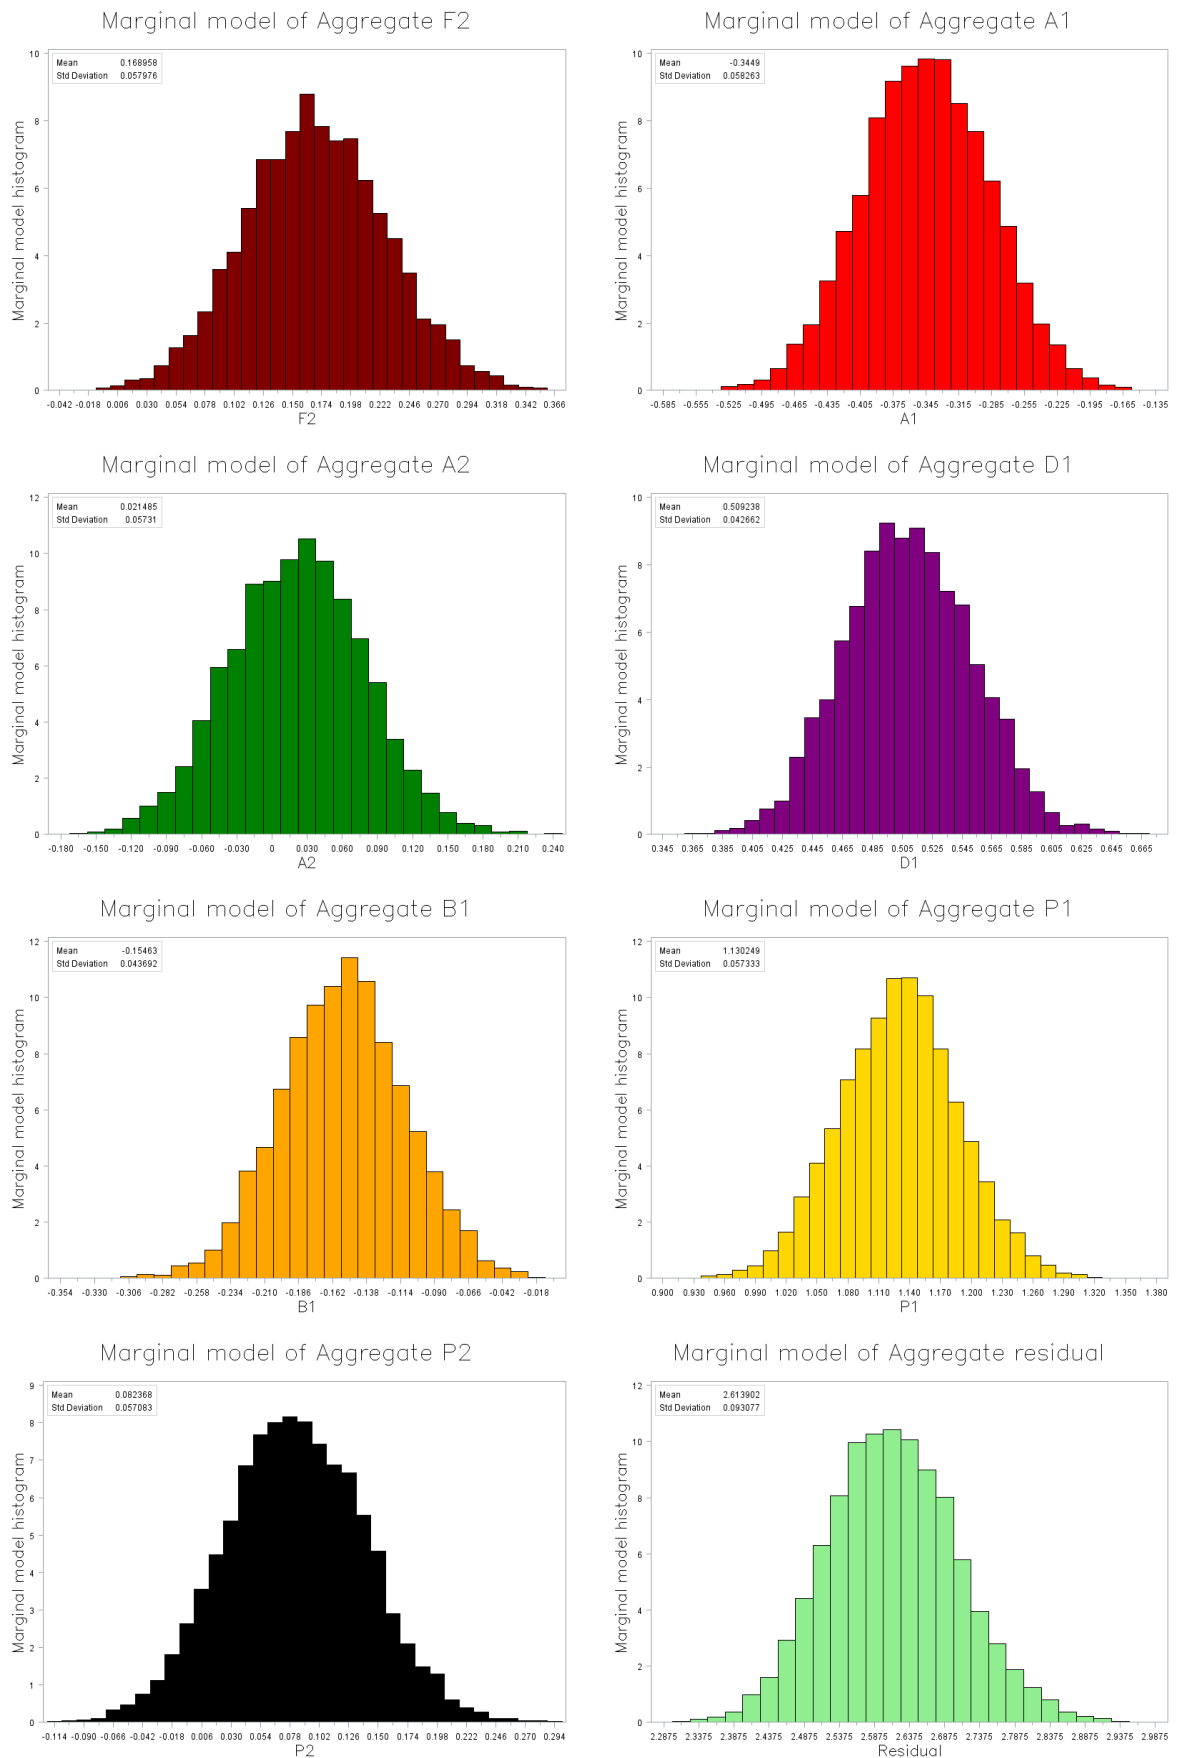 Marginal model of Aggregate F2
Mean 0.168958
Std Deviation 0.057976
Marginal model histogram
10
8
6
4
2
0
-0.042 -0.018 0.006 0.030 0.054 0.078 0.102 0.126 0.150 0.174 0.198 0.222 0.246 0.270 0.294 0.318 0.342 0.366
F2
Marginal model of Aggregate A1
Mean -0.3449
Std Deviation 0.058263
Marginal model histogram
10
8
6
4
2
0
-0.585 -0.555 -0.525 -0.495 -0.465 -0.435 -0.405 -0.375 -0.345 -0.315 -0.285 -0.255 -0.225 -0.195 -0.165 -0.135
A1
Marginal model of Aggregate A2
Mean 0.021485
Std Deviation 0.05731
Marginal model histogram
12
10
8
6
4
2
0
-0.180 -0.150 -0.120 -0.090 -0.060 -0.030 0 0.030 0.060 0.090 0.120 0.150 0.180 0.210 0.240
A2
Marginal model of Aggregate D1
Mean 0.509238
Std Deviation 0.042662
Marginal model histogram
10
8
6
4
2
0
0.345 0.365 0.385 0.405 0.425 0.445 0.465 0.485 0.505 0.525 0.545 0.565 0.585 0.605 0.625 0.645 0.665
D1
Marginal model of Aggregate B1
Mean -0.15463
Std Deviation 0.043692
Marginal model histogram
12
10
8
6
4
2
0
-0.354 -0.330 -0.306 -0.282 -0.258 -0.234 -0.210 -0.186 -0.162 -0.138 -0.114 -0.090 -0.066 -0.042 -0.018
B1
Marginal model of Aggregate P1
Mean 1.130249
Std Deviation 0.057333
Marginal model histogram
12
10
8
6
4
2
0
0.900 0.930 0.960 0.990 1.020 1.050 1.080 1.110 1.140 1.170 1.200 1.230 1.260 1.290 1.320 1.350 1.380
P1
Marginal model of Aggregate P2
Mean 0.082368
Std Deviation 0.057083
Marginal model histogram
9
8
7
6
5
4
3
2
1
0
-0.114 -0.090 -0.066 -0.042 -0.018 0.006 0.030 0.054 0.078 0.102 0.126 0.150 0.174 0.198 0.222 0.246 0.270 0.294
P2
Marginal model of Aggregate residual
Mean 2.613902
Std Deviation 0.093077
Marginal model histogram
12
10
8
6
4
2
0
2.2875 2.3375 2.3875 2.4375 2.4875 2.5375 2.5875 2.6375 2.6875 2.7375 2.7875 2.8375 2.8875 2.9375 2.9875
Residual